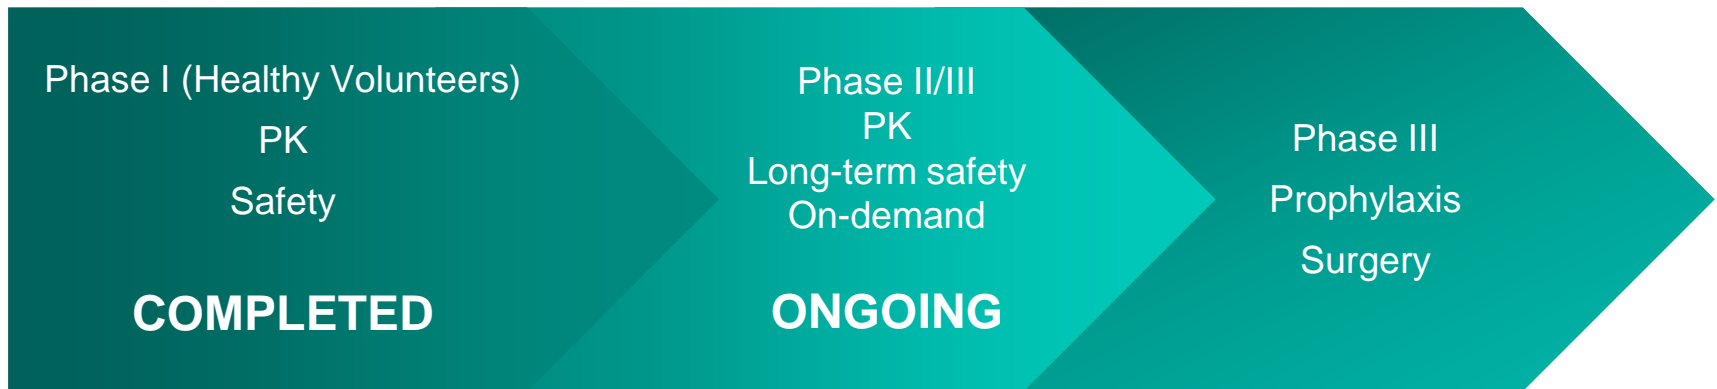 Phase I (Healthy Volunteers)
PK
Safety
COMPLETED
Phase II/III
PK
Long-term safety
On-demand
ONGOING
Phase III
Prophylaxis
Surgery